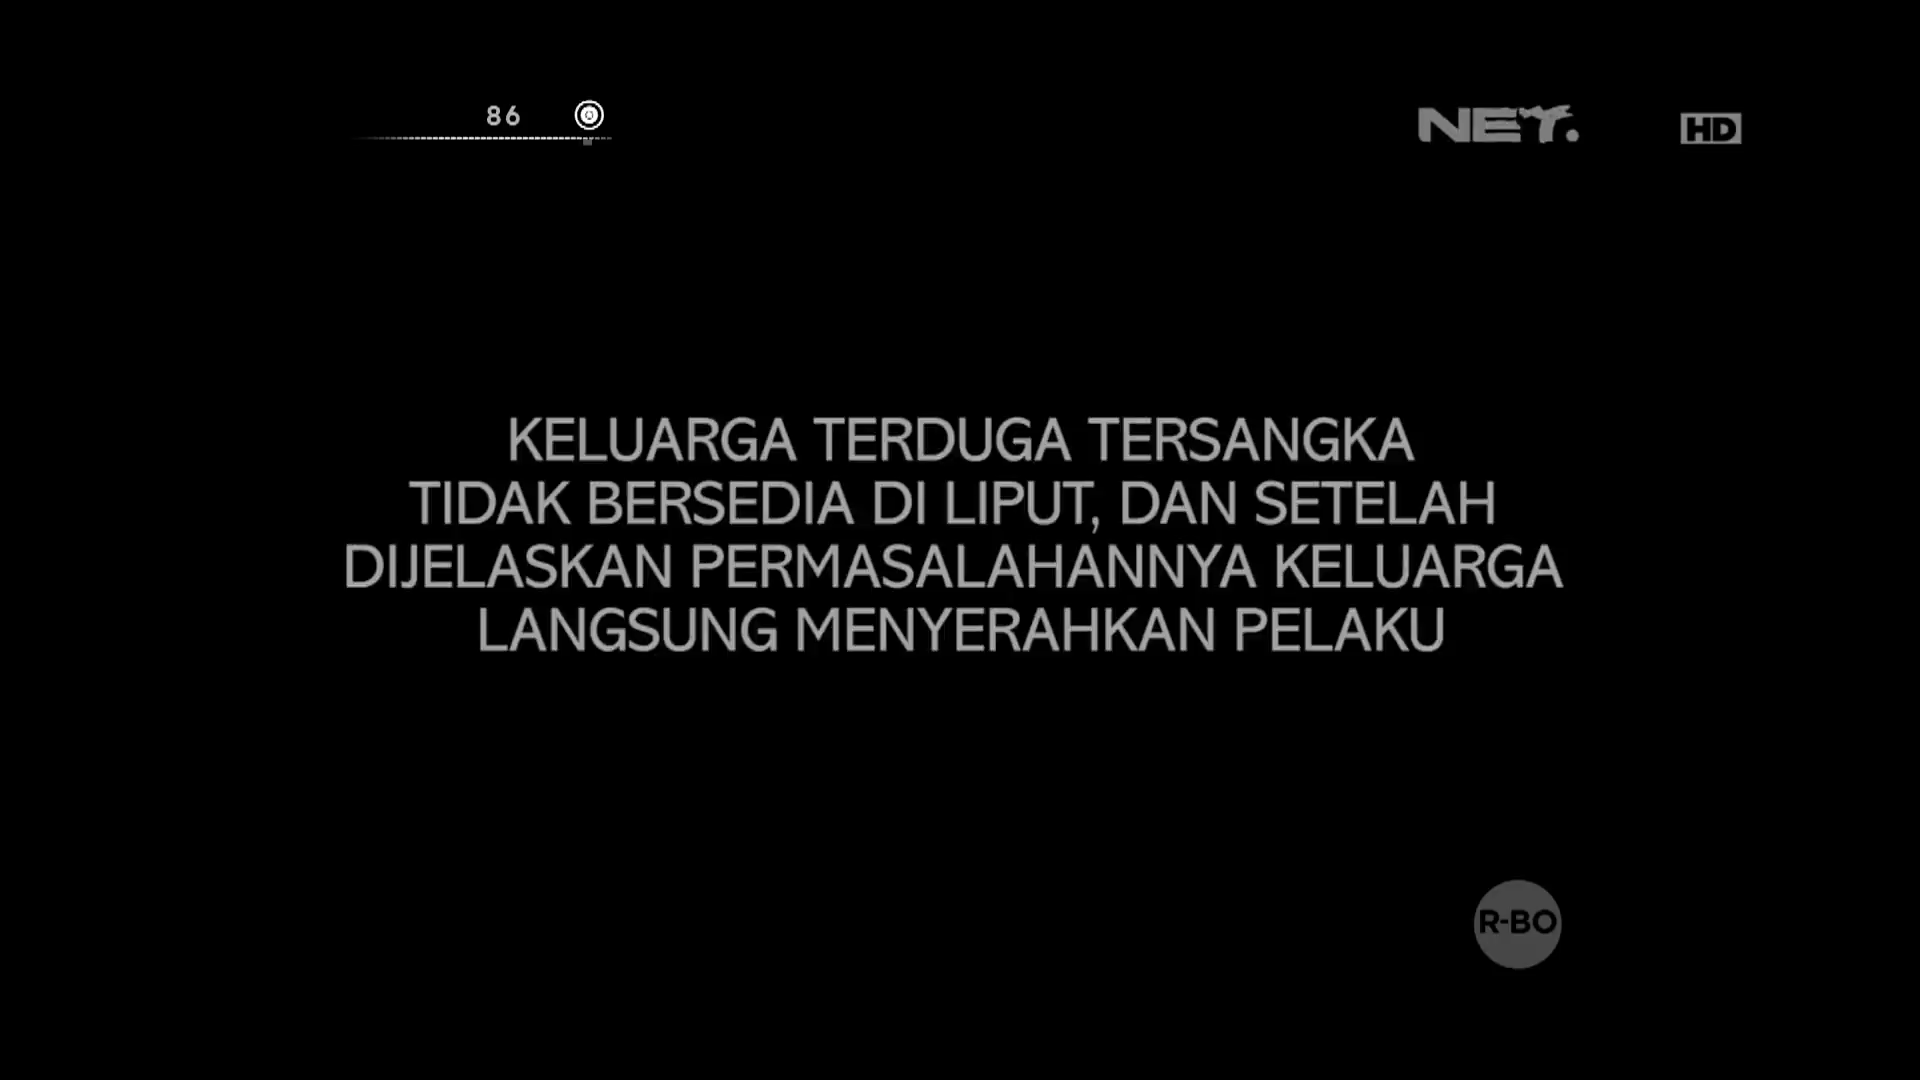 86
NET.
HD
KELUARGA TERDUGA TERSANGKA
TIDAK BERSEDIA DI LIPUT, DAN SETELAH
DIJELASKAN PERMASALAHANNYA KELUARGA
LANGSUNG MENYERAHKAN PELAKU
R-BO